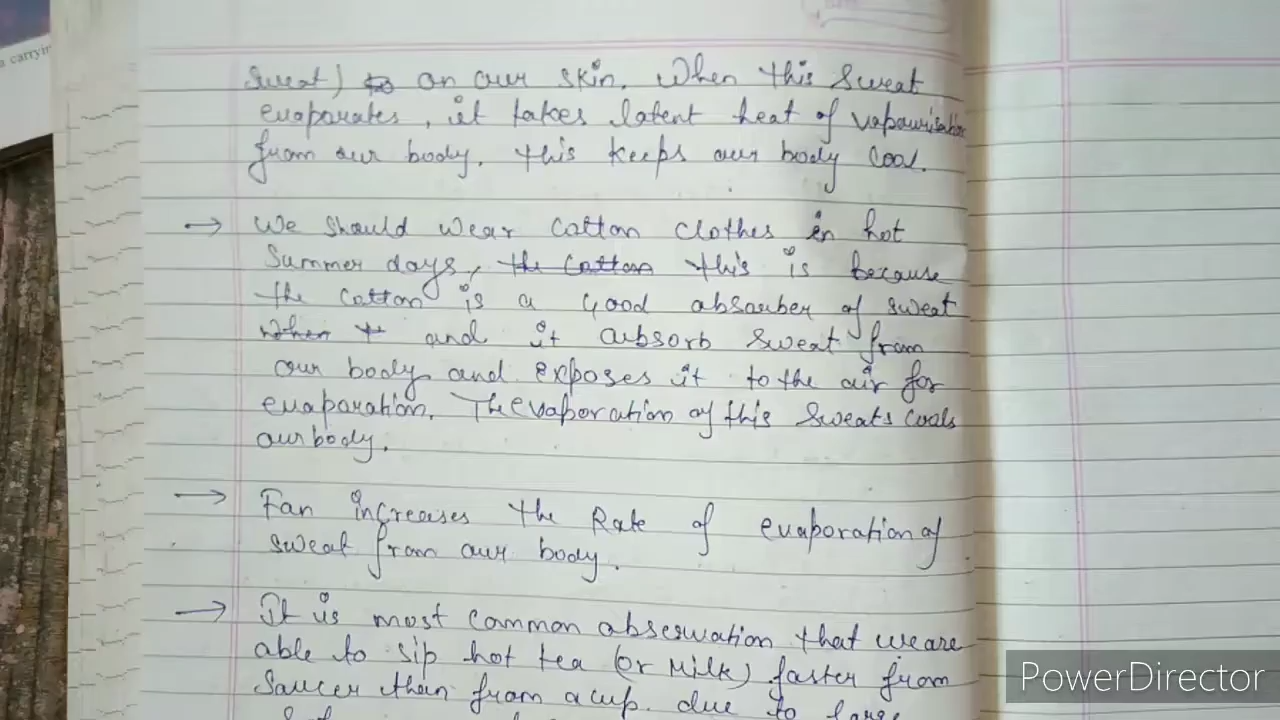 a carryin
sweat) to on our skin. When this sweat
evaporates, it takes latent heat of vapourisation
from our body. This keeps our body cool.
→ We should wear cotton clothes in hot
Summer days, the cotton this is because
the cotton is a good absorber of sweat
when t and it absorb sweat from
our body and exposes it to the air for
evaporation. The evaporation of this sweats cools
our body.
→ Fan increases the Rate of evaporation of
sweat from our body.
→ It is most common observation that we are
able to sip hot tea (or Milk) faster from
Saucer than from a cup. due to large
PowerDirector